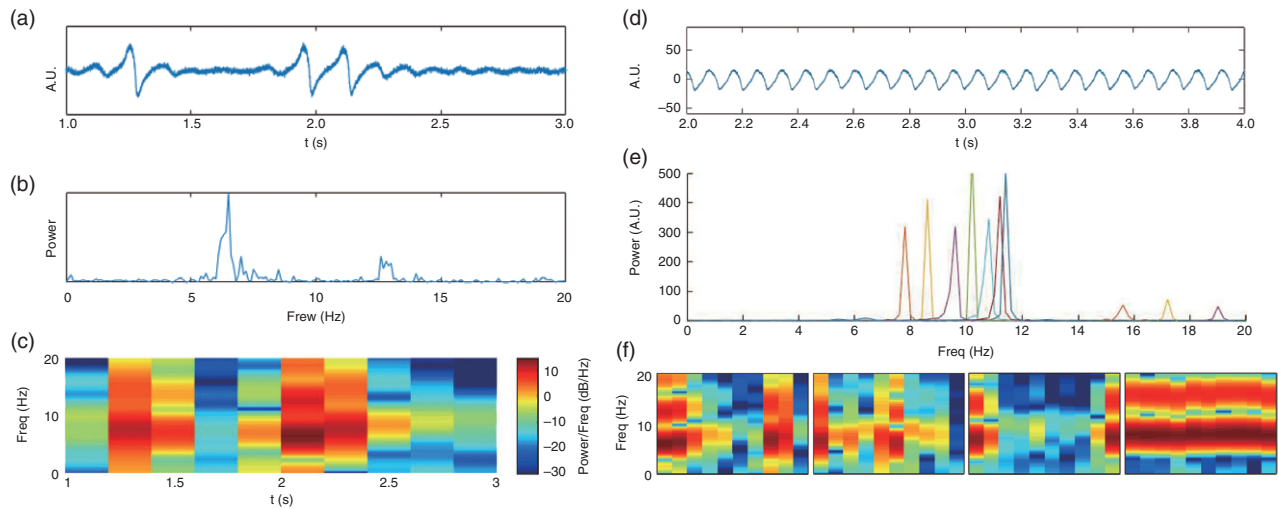 (a)
A.U.
1.0 1.5 2.0 2.5 3.0
t (s)
(b)
Power
0 5 10 15 20
Frew (Hz)
(c)
Freq (Hz)
20
10
0
1 1.5 2 2.5 3
t (s)
10
0
−10
−20
−30
Power/Freq (dB/Hz)
(d)
A.U.
50
0
−50
2.0 2.2 2.4 2.6 2.8 3.0 3.2 3.4 3.6 3.8 4.0
t (s)
(e)
Power (A.U.)
500
400
300
200
100
0
0 2 4 6 8 10 12 14 16 18 20
Freq (Hz)
(f)
Freq (Hz)
20
10
0